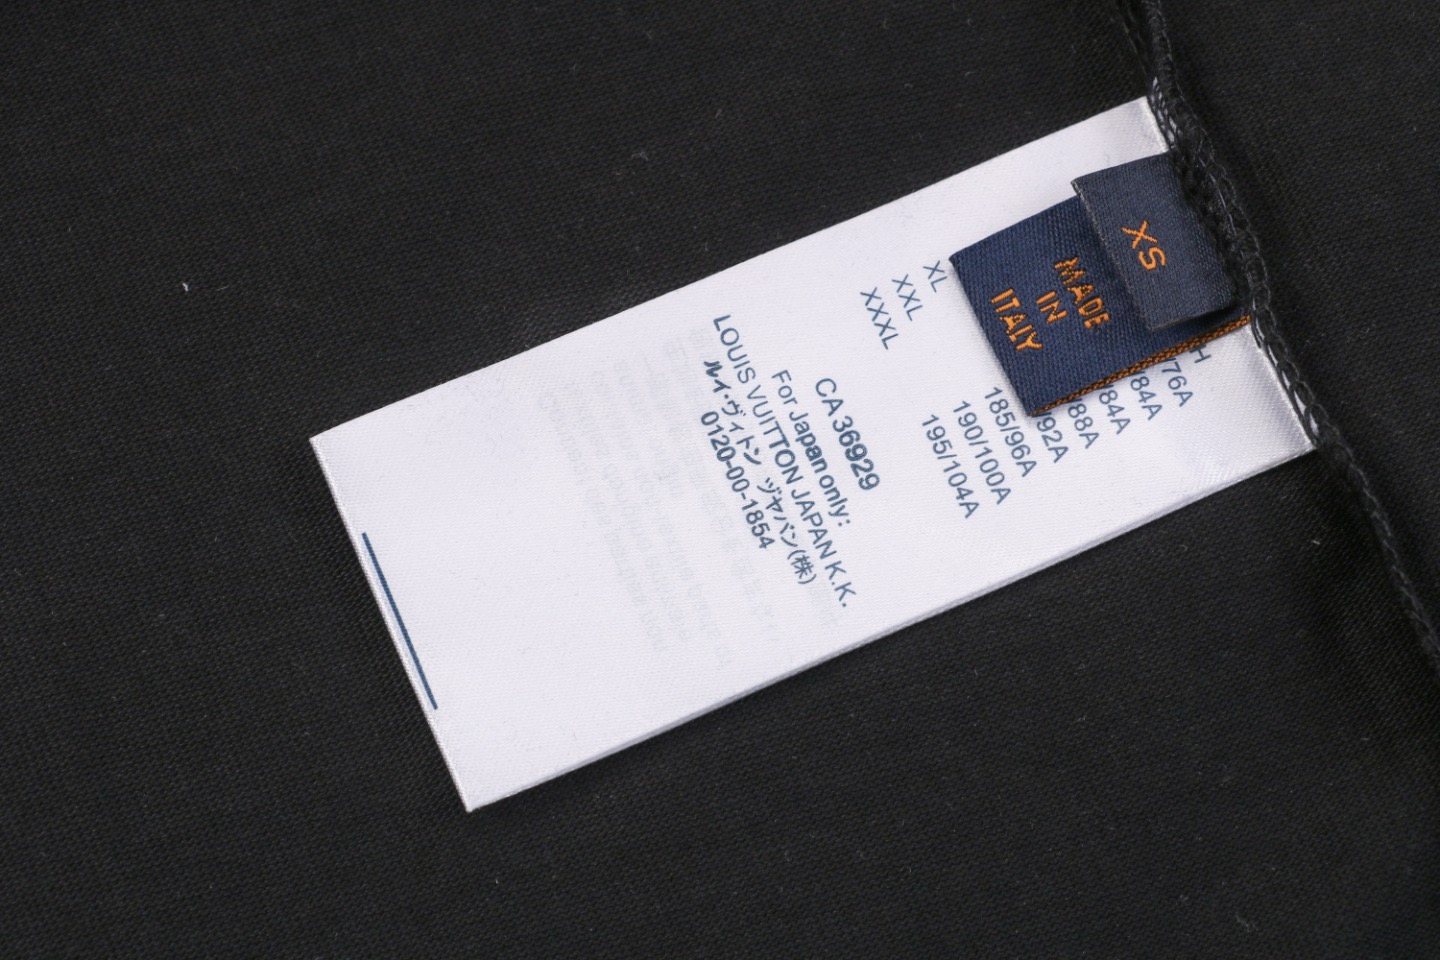 XS
MADE
IN
ITALY
H
76A
84A
84A
88A
XL 92A
XXL 185/96A
XXXL 190/100A
195/104A
CA 36929
For Japan only:
LOUIS VUITTON JAPAN K.K.
ルイ・ヴィトン ヅャパン(株)
0120-00-1854